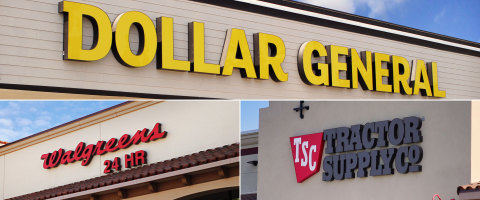 DOLLAR GENERAL
Walgreens
24 HR
TSC
TRACTOR
SUPPLY CO